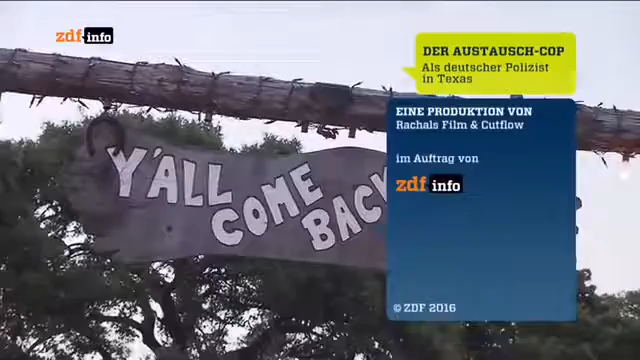 zdf info
DER AUSTAUSCH-COP
Als deutscher Polizist
in Texas
EINE PRODUKTION VON
Rachals Film & Cutflow
im Auftrag von
zdf info
© ZDF 2016
Y'ALL
COME
BACK